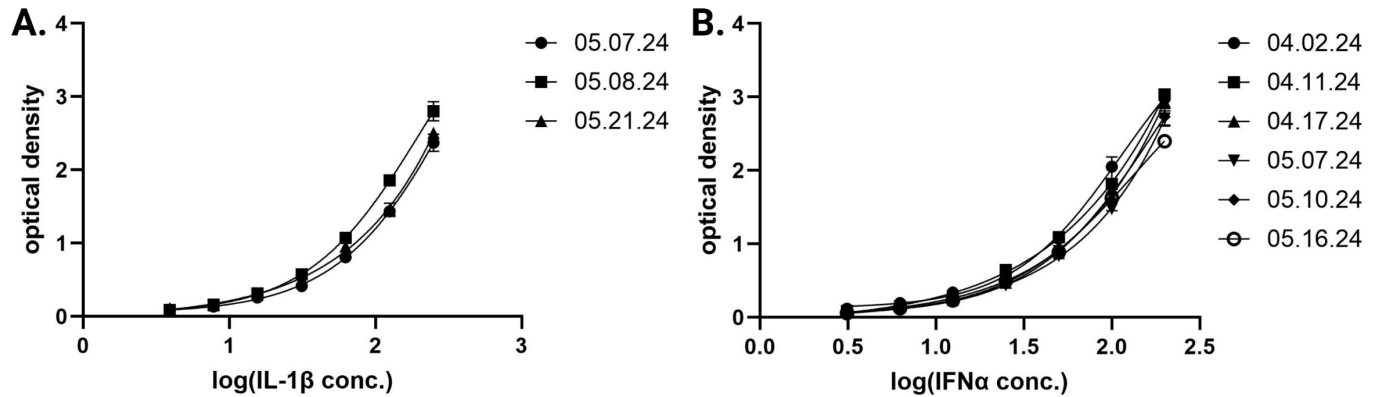 A.
4
3
2
1
0
optical density
0 1 2 3
log(IL-1β conc.)
05.07.24
05.08.24
05.21.24
B.
4
3
2
1
0
optical density
0.0 0.5 1.0 1.5 2.0 2.5
log(IFNα conc.)
04.02.24
04.11.24
04.17.24
05.07.24
05.10.24
05.16.24